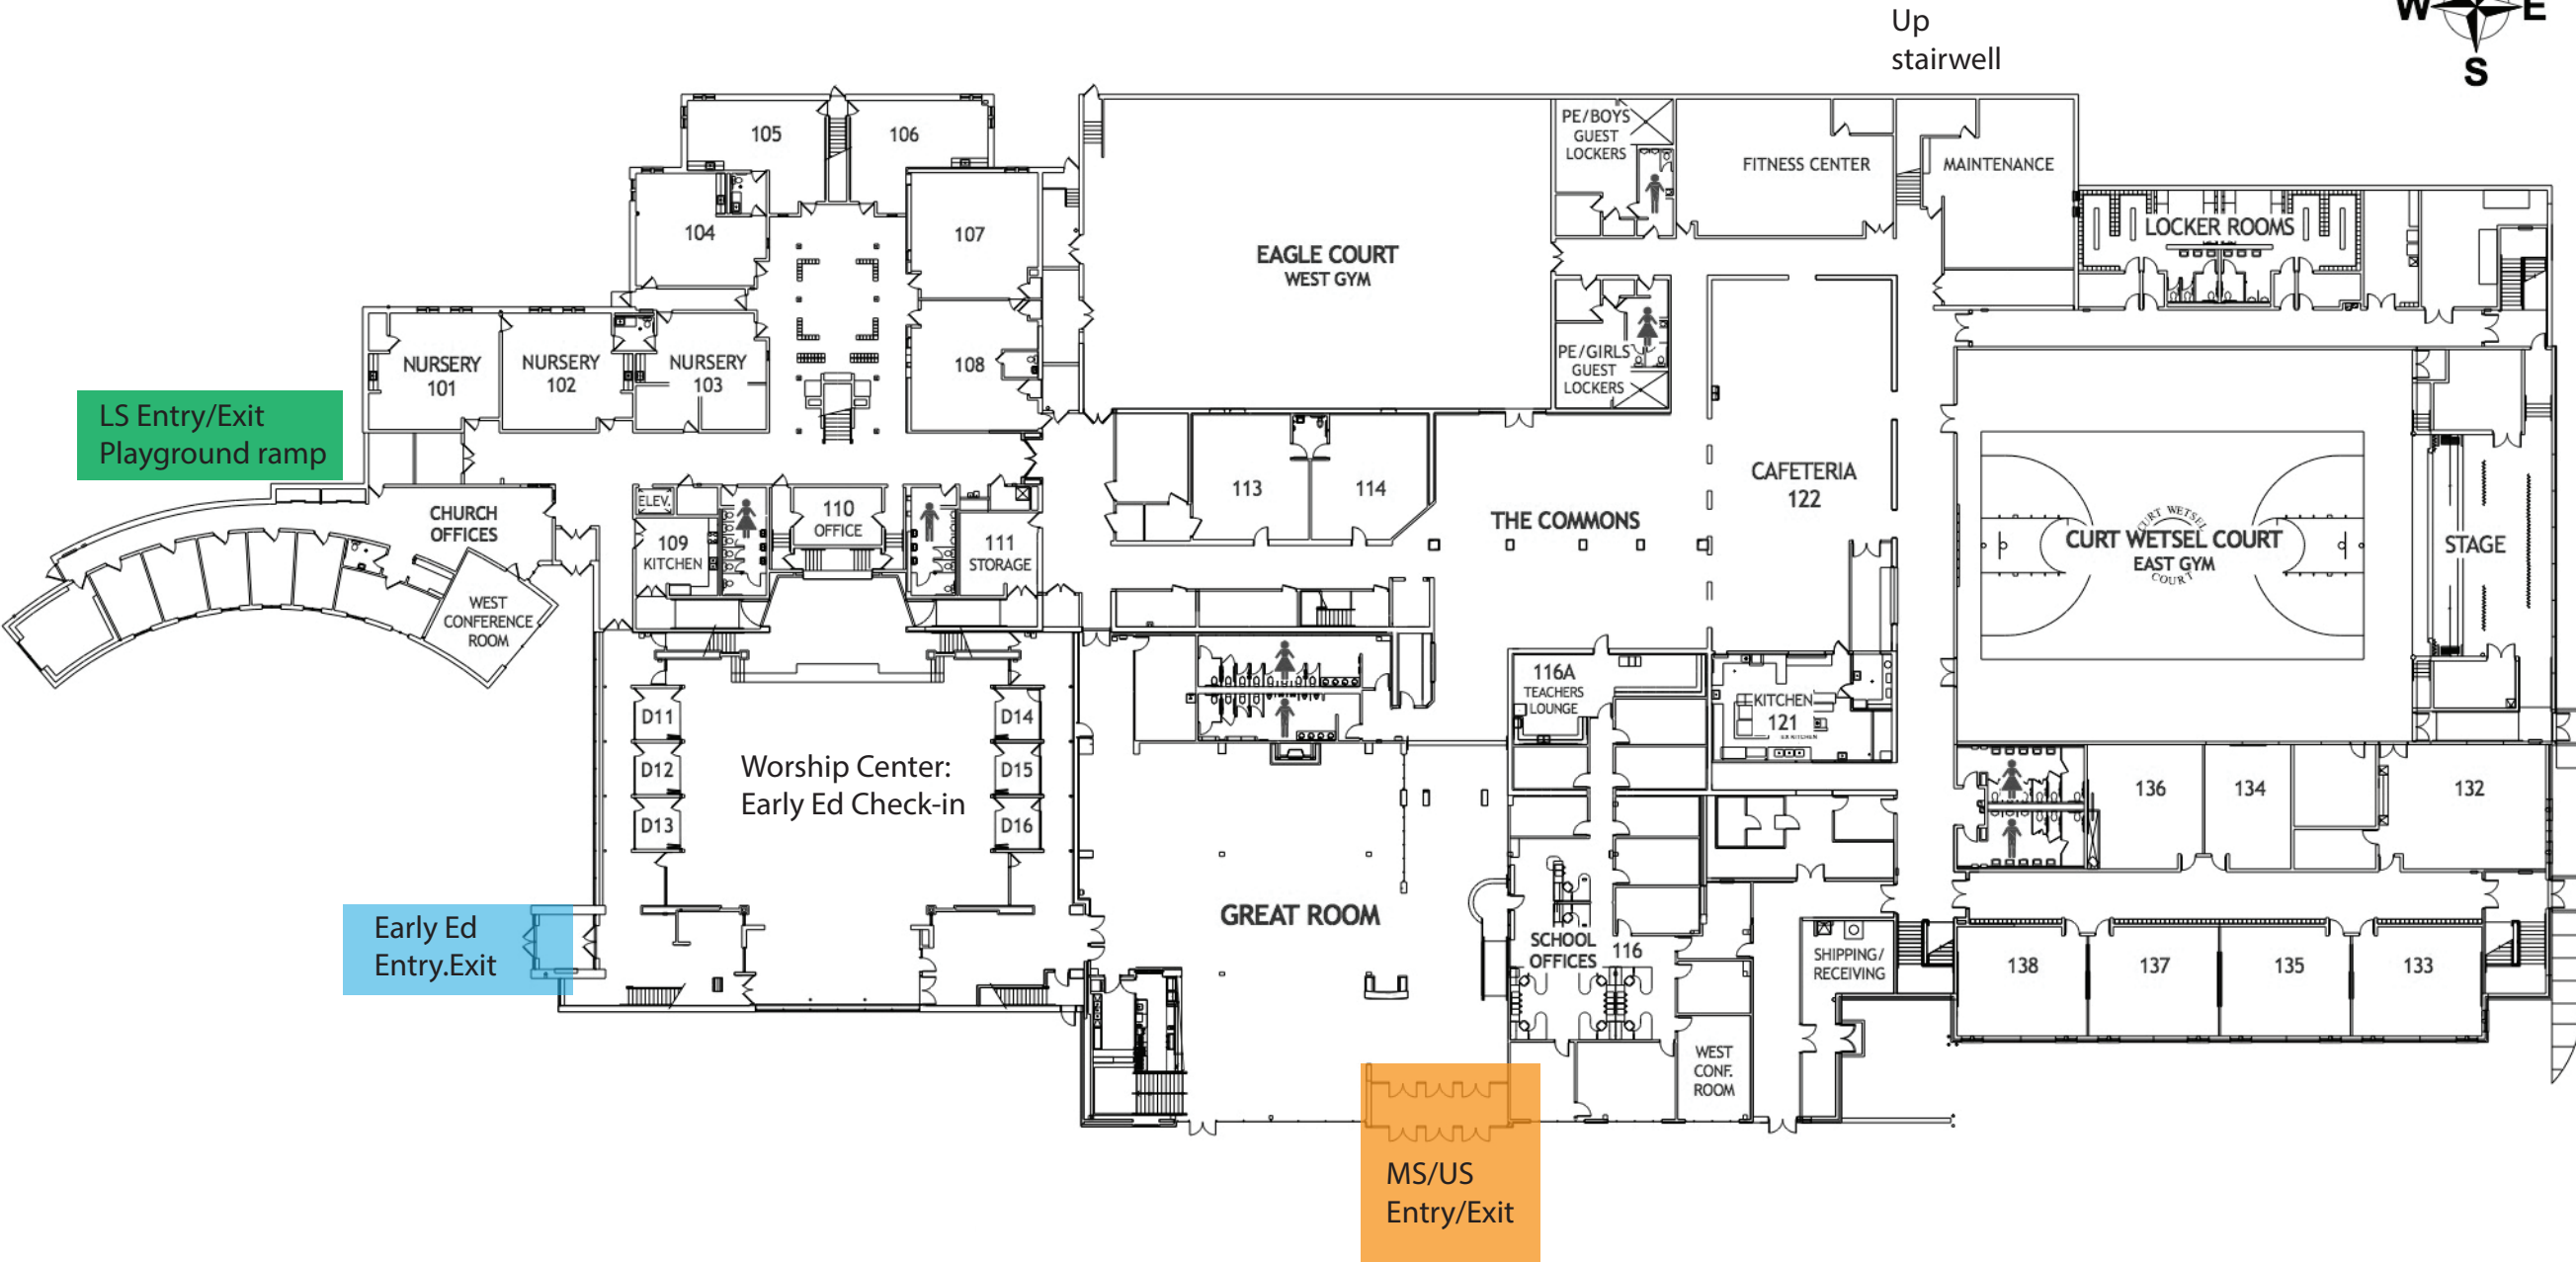 Up
stairwell
W
E
S
105
106
PE/BOYS
GUEST
LOCKERS
FITNESS CENTER
MAINTENANCE
104
107
LOCKER ROOMS
EAGLE COURT
WEST GYM
NURSERY
101
NURSERY
102
NURSERY
103
108
PE/GIRLS
GUEST
LOCKERS
LS Entry/Exit
Playground ramp
CAFETERIA
122
113
114
ELEV.
110
OFFICE
CHURCH
OFFICES
109
KITCHEN
111
STORAGE
THE COMMONS
CURT WETSEL
CURT WETSEL COURT
EAST GYM
COURT
STAGE
WEST
CONFERENCE
ROOM
116A
TEACHERS
LOUNGE
KITCHEN
121
D11
D14
D12
D15
D13
D16
Worship Center:
Early Ed Check-in
136
134
132
GREAT ROOM
Early Ed
Entry.Exit
SCHOOL
OFFICES
116
SHIPPING/
RECEIVING
138
137
135
133
WEST
CONF.
ROOM
MS/US
Entry/Exit